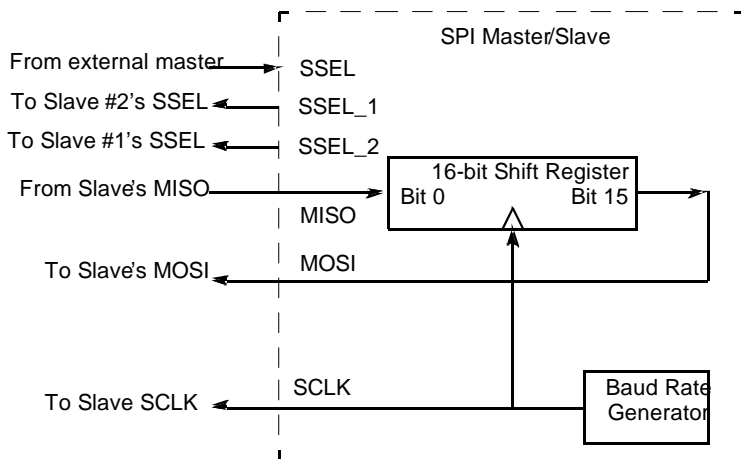 SPI Master/Slave
From external master
SSEL
To Slave #2's SSEL
SSEL_1
To Slave #1's SSEL
SSEL_2
16-bit Shift Register
Bit 0
Bit 15
From Slave's MISO
MISO
MOSI
To Slave's MOSI
SCLK
To Slave SCLK
Baud Rate
Generator